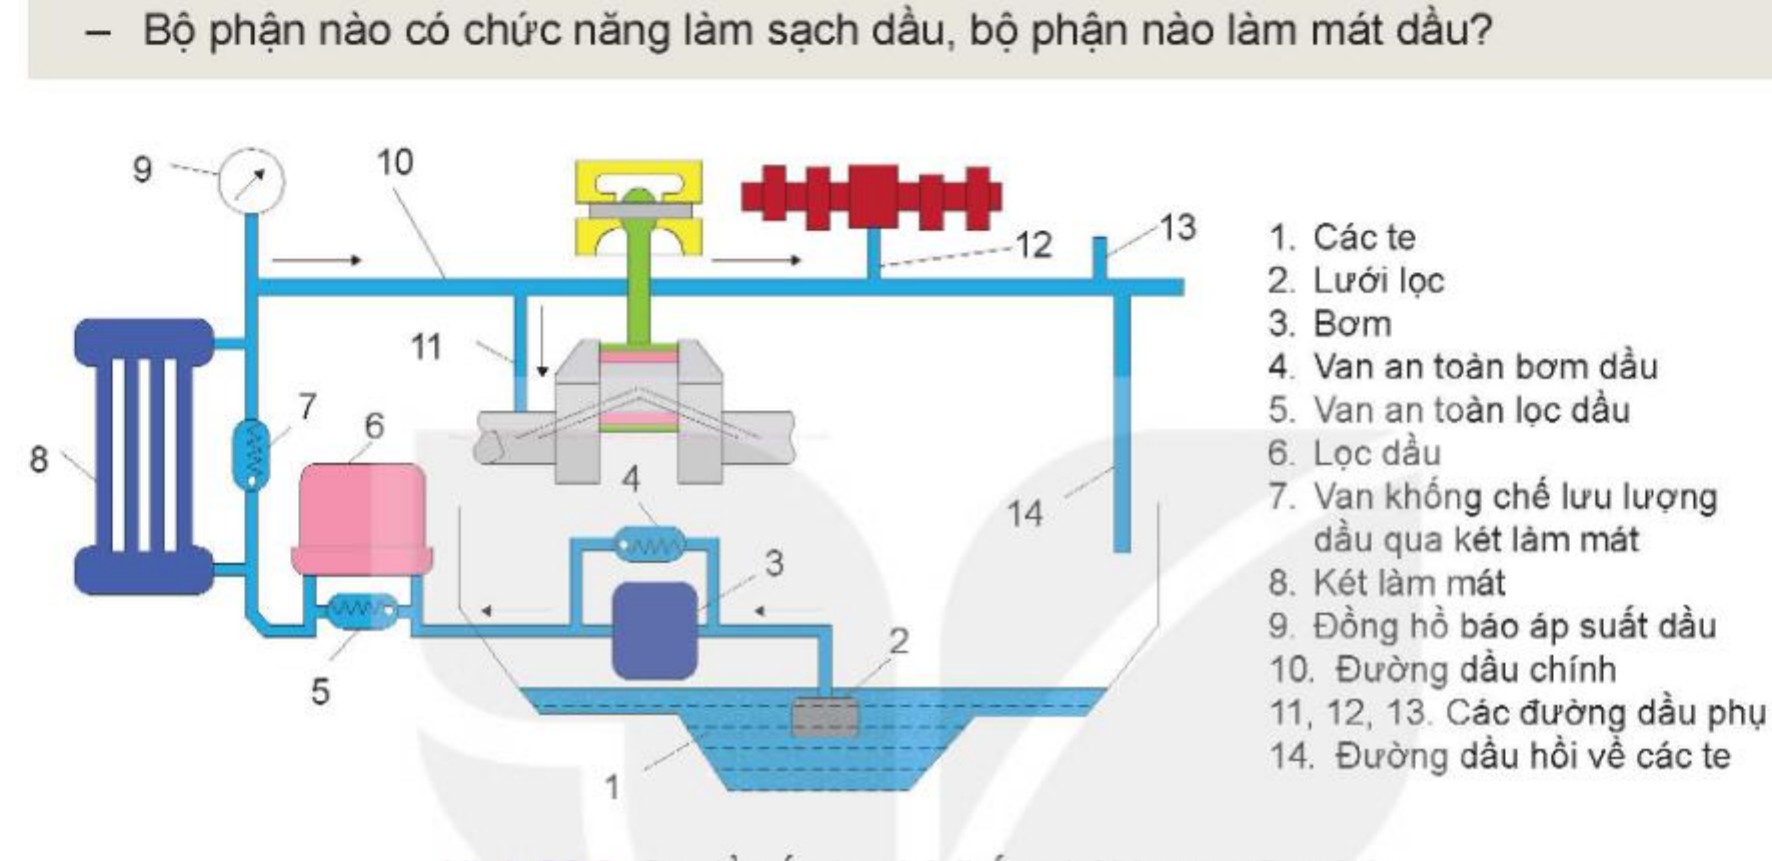 – Bộ phận nào có chức năng làm sạch dầu, bộ phận nào làm mát dầu?
9
10
12
13
11
7
6
8
4
14
3
2
5
1
1. Các te
2. Lưới lọc
3. Bơm
4. Van an toàn bơm dầu
5. Van an toàn lọc dầu
6. Lọc dầu
7. Van khống chế lưu lượng
dầu qua két làm mát
8. Két làm mát
9. Đồng hồ báo áp suất dầu
10. Đường dầu chính
11, 12, 13. Các đường dầu phụ
14. Đường dầu hồi về các te